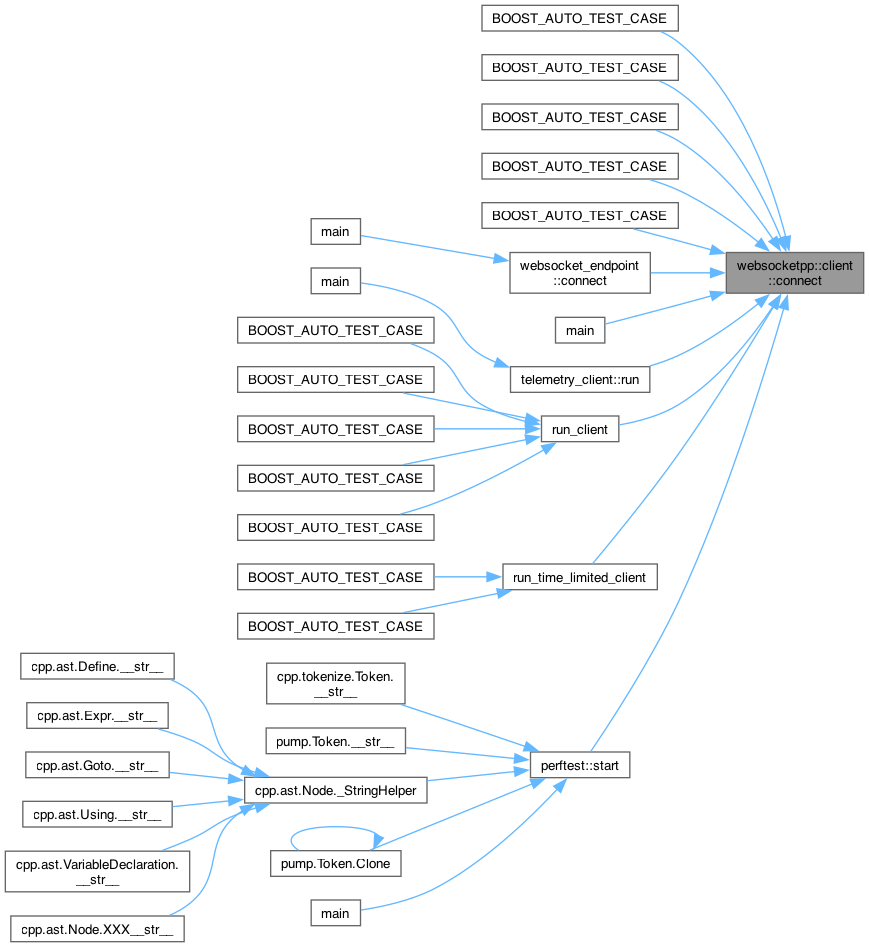 BOOST_AUTO_TEST_CASE
BOOST_AUTO_TEST_CASE
BOOST_AUTO_TEST_CASE
BOOST_AUTO_TEST_CASE
BOOST_AUTO_TEST_CASE
main
websocket_endpoint
::connect
websocketpp::client
::connect
main
main
BOOST_AUTO_TEST_CASE
telemetry_client::run
BOOST_AUTO_TEST_CASE
BOOST_AUTO_TEST_CASE
run_client
BOOST_AUTO_TEST_CASE
BOOST_AUTO_TEST_CASE
BOOST_AUTO_TEST_CASE
run_time_limited_client
BOOST_AUTO_TEST_CASE
cpp.ast.Define.__str__
cpp.tokenize.Token.
__str__
cpp.ast.Expr.__str__
pump.Token.__str__
cpp.ast.Goto.__str__
perftest::start
cpp.ast.Node._StringHelper
cpp.ast.Using.__str__
cpp.ast.VariableDeclaration.
__str__
pump.Token.Clone
main
cpp.ast.Node.XXX__str__